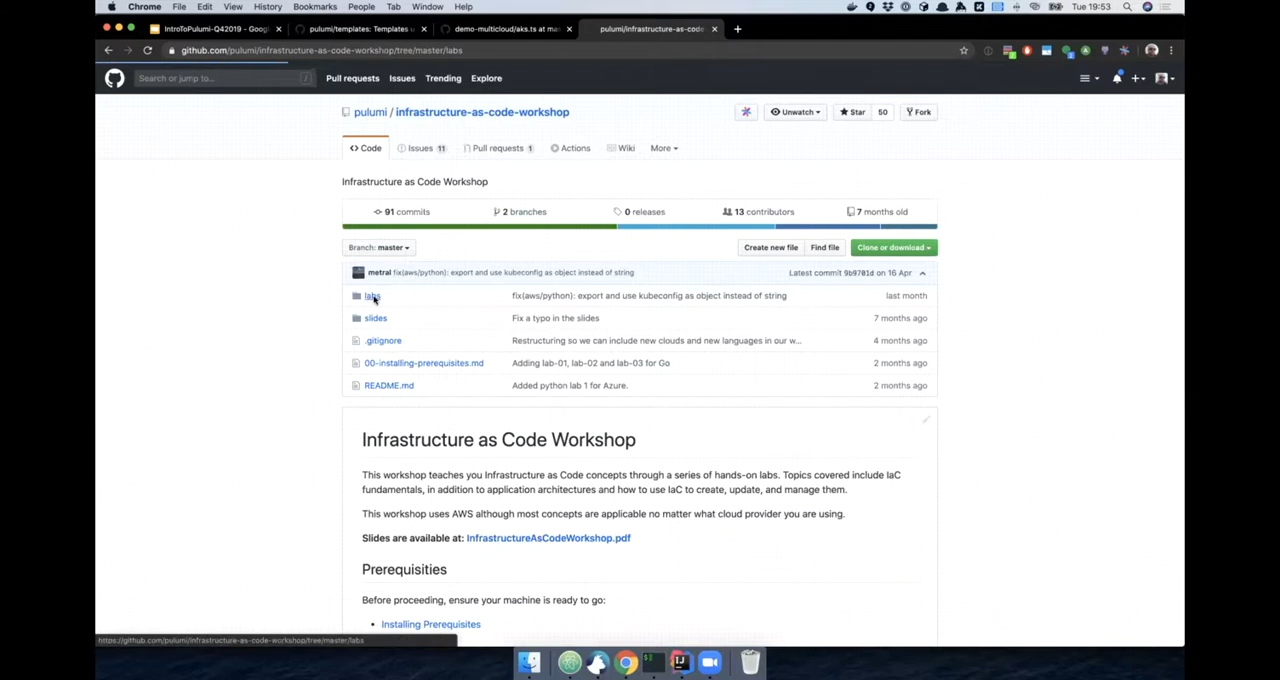 Chrome File Edit View History Bookmarks People Tab Window Help Tue 19:53
IntroToPulumi-Q42019 - Goog pulumi/templates: Templates u demo-multicloud/aks.ts at mas pulumi/infrastructure-as-code-
github.com/pulumi/infrastructure-as-code-workshop/tree/master/labs
Search or jump to... / Pull requests Issues Trending Explore
pulumi / infrastructure-as-code-workshop Unwatch Star 50 Fork
Code Issues 11 Pull requests 1 Actions Wiki More
Infrastructure as Code Workshop
91 commits 2 branches 0 releases 13 contributors 7 months old
Branch: master Create new file Find file Clone or download
metral fix(aws/python): export and use kubeconfig as object instead of string Latest commit 9b9701d on 16 Apr
labs fix(aws/python): export and use kubeconfig as object instead of string last month
slides Fix a typo in the slides 7 months ago
.gitignore Restructuring so we can include new clouds and new languages in our w... 4 months ago
00-installing-prerequisites.md Adding lab-01, lab-02 and lab-03 for Go 2 months ago
README.md Added python lab 1 for Azure. 2 months ago
Infrastructure as Code Workshop
This workshop teaches you Infrastructure as Code concepts through a series of hands-on labs. Topics covered include IaC
fundamentals, in addition to application architectures and how to use IaC to create, update, and manage them.
This workshop uses AWS although most concepts are applicable no matter what cloud provider you are using.
Slides are available at: InfrastructureAsCodeWorkshop.pdf
Prerequisities
Before proceeding, ensure your machine is ready to go:
• Installing Prerequisites
https://github.com/pulumi/infrastructure-as-code-workshop/tree/master/labs